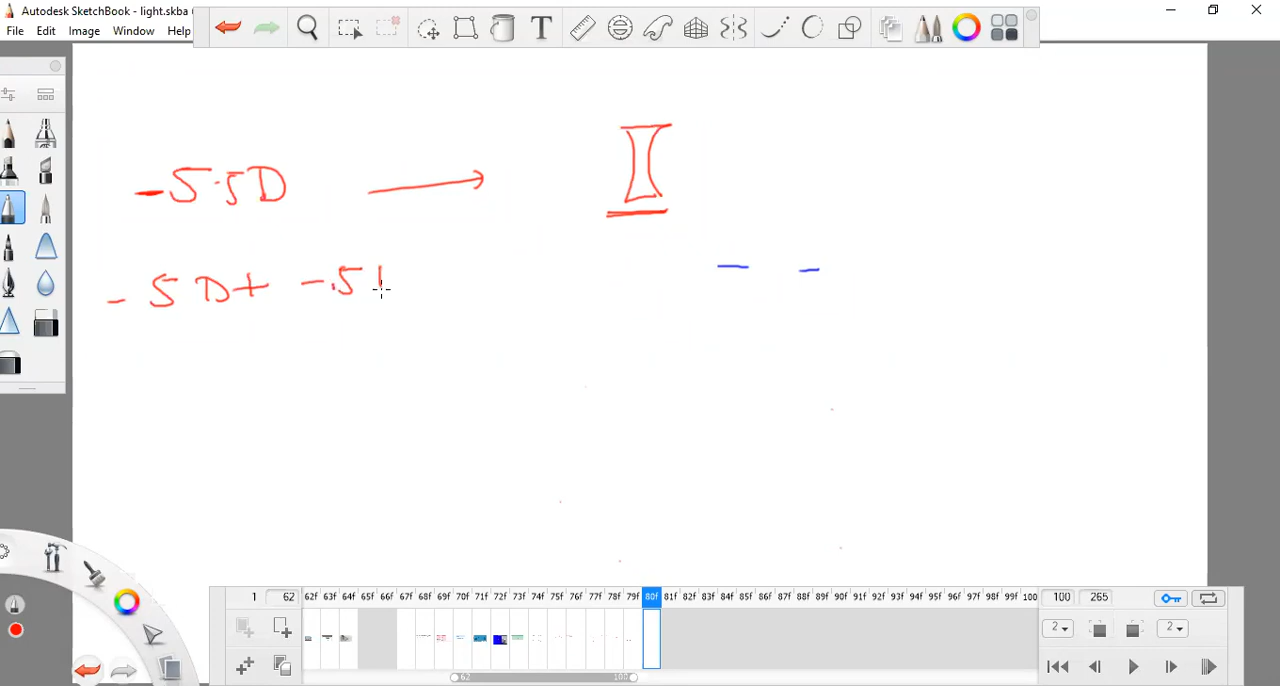 Autodesk SketchBook - light.skba
File Edit Image Window Help
T
-5.5D
- 5 D+ -.5
1 62 62f 63f 64f 65f 66f 67f 68f 69f 70f 71f 72f 73f 74f 75f 76f 77f 78f 79f 80f 81f 82f 83f 84f 85f 86f 87f 88f 89f 90f 91f 92f 93f 94f 95f 96f 97f 98f 99f 100 100 265
2 2
62 100